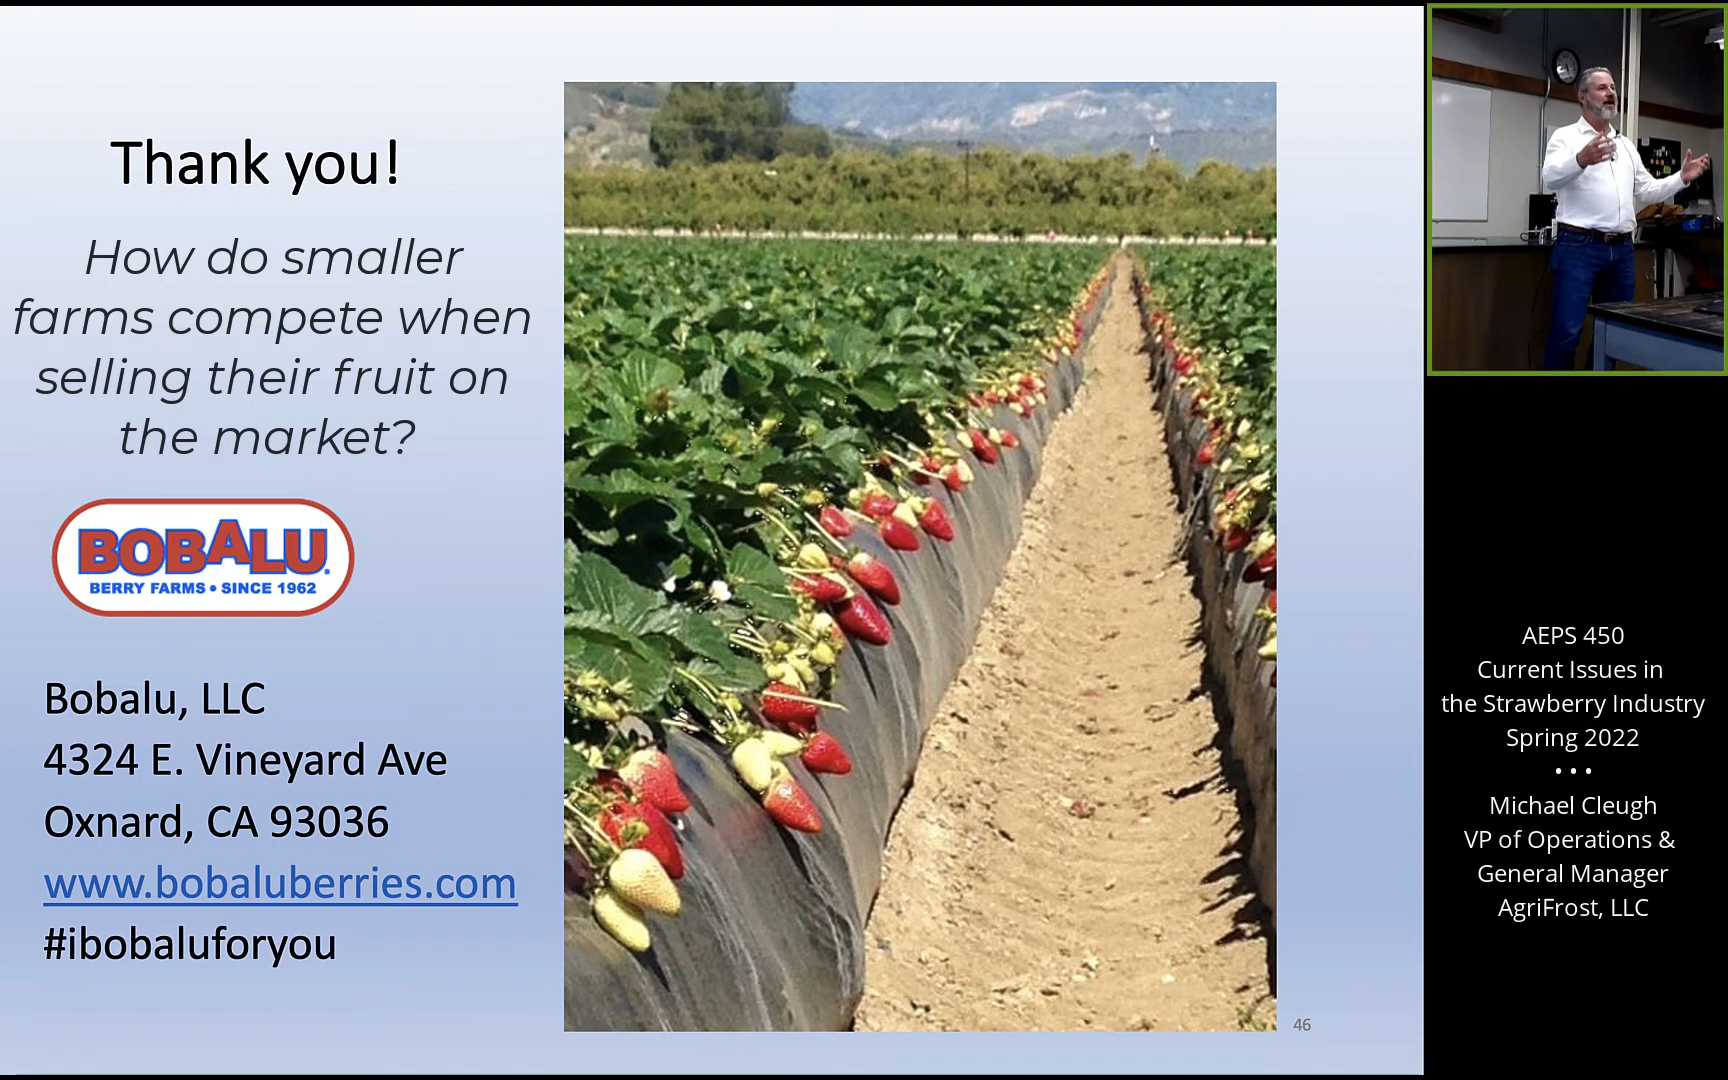 Thank you!
How do smaller
farms compete when
selling their fruit on
the market?
BOBALU.
BERRY FARMS • SINCE 1962
Bobalu, LLC
4324 E. Vineyard Ave
Oxnard, CA 93036
www.bobaluberries.com
#ibobaluforyou
46
AEPS 450
Current Issues in
the Strawberry Industry
Spring 2022
• • •
Michael Cleugh
VP of Operations &
General Manager
AgriFrost, LLC